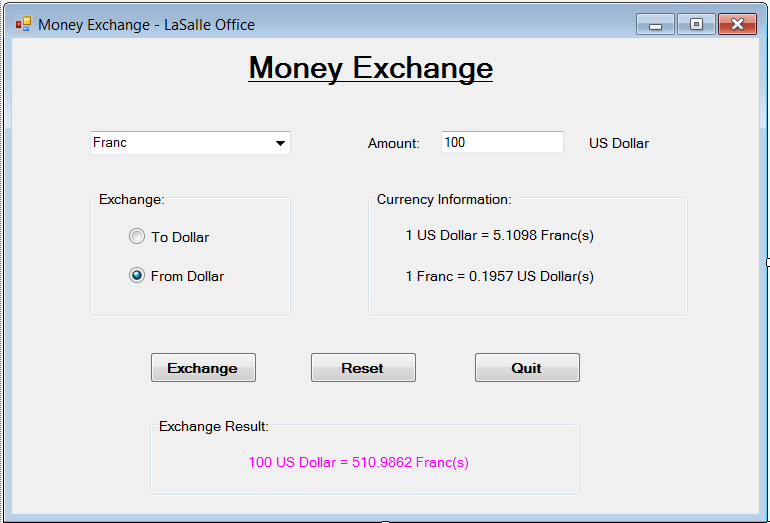 Money Exchange - LaSalle Office
Money Exchange
Franc
Amount: 100 US Dollar
Exchange:
To Dollar
From Dollar
Currency Information:
1 US Dollar = 5.1098 Franc(s)
1 Franc = 0.1957 US Dollar(s)
Exchange Reset Quit
Exchange Result:
100 US Dollar = 510.9862 Franc(s)